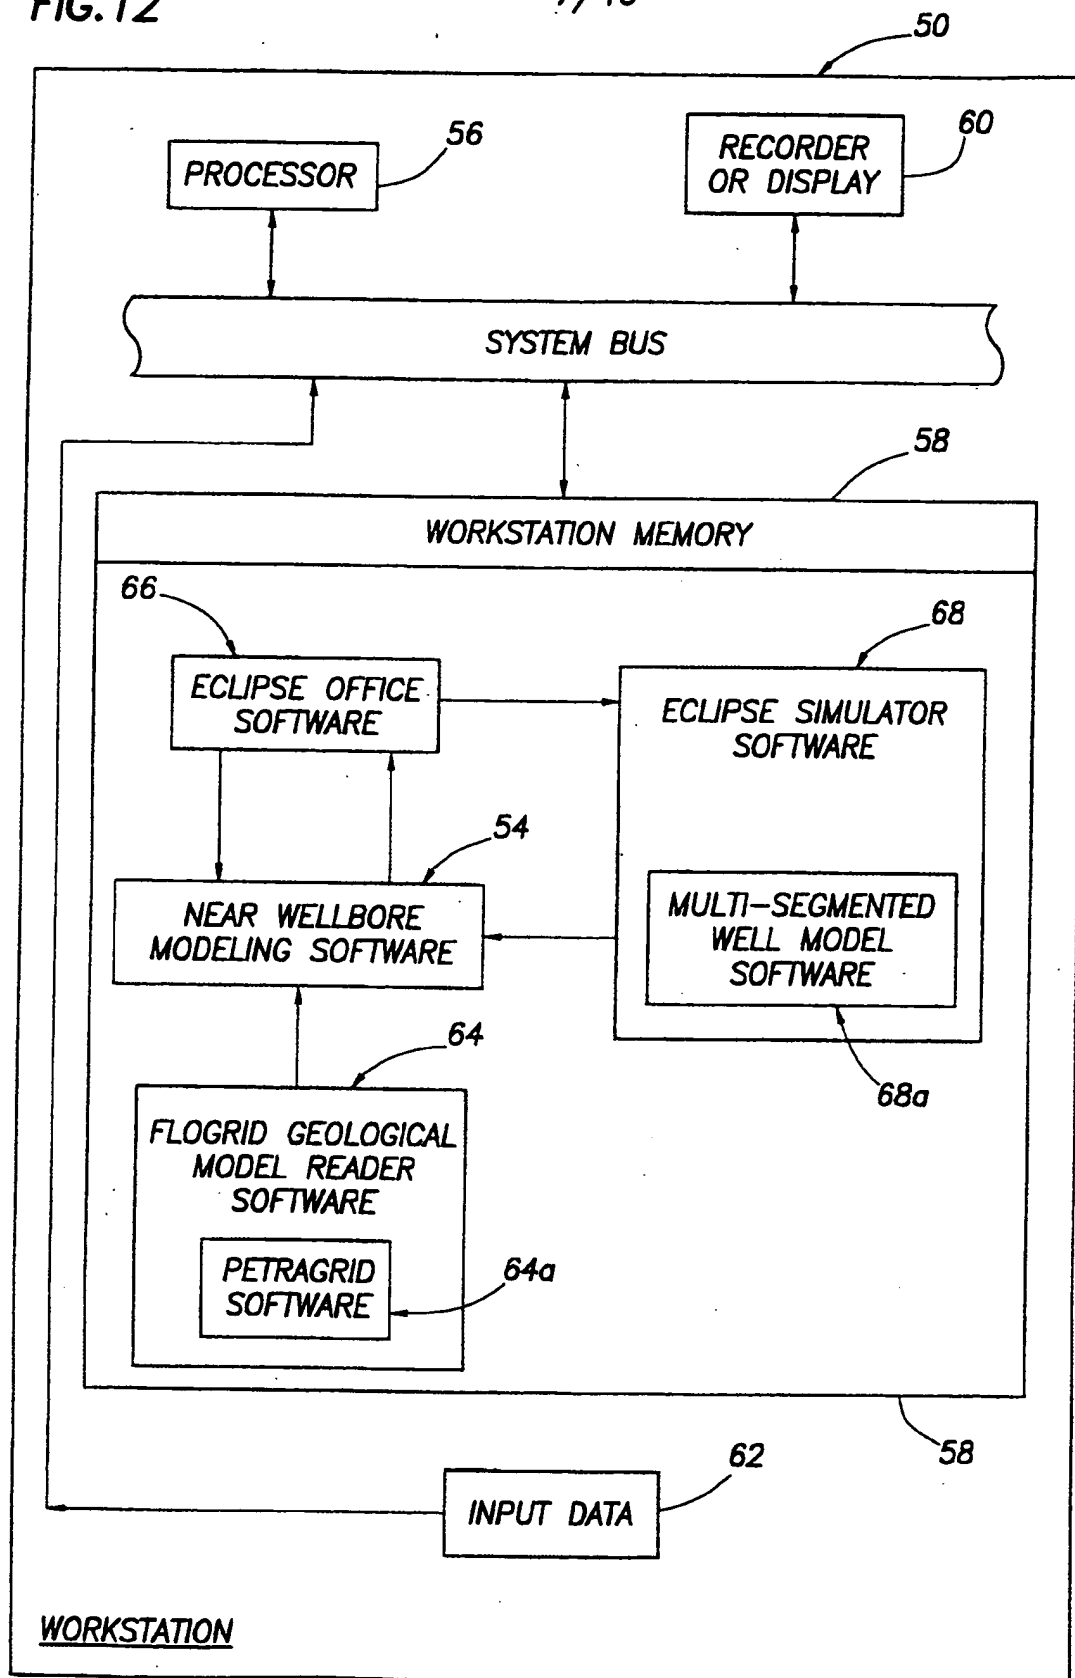 FIG.12
50
PROCESSOR
56
RECORDER
OR DISPLAY
60
SYSTEM BUS
58
WORKSTATION MEMORY
66
68
ECLIPSE OFFICE
SOFTWARE
ECLIPSE SIMULATOR
SOFTWARE
54
NEAR WELLBORE
MODELING SOFTWARE
MULTI-SEGMENTED
WELL MODEL
SOFTWARE
64
68a
FLOGRID GEOLOGICAL
MODEL READER
SOFTWARE
PETRAGRID
SOFTWARE
64a
58
62
INPUT DATA
WORKSTATION